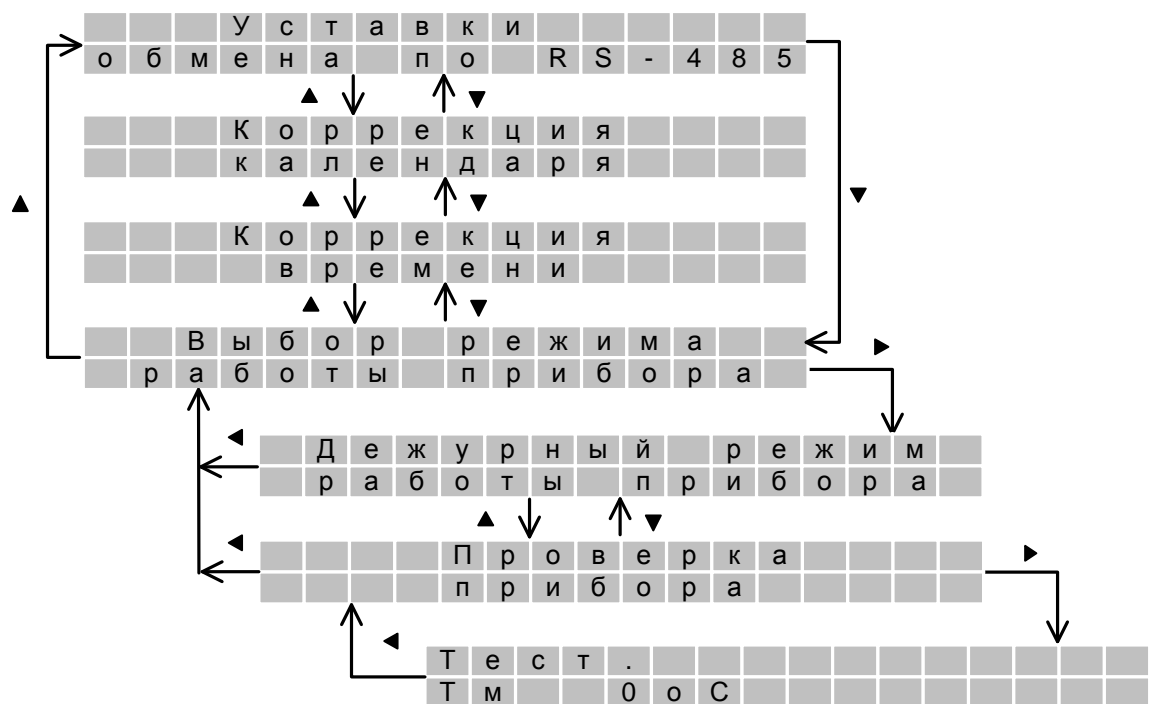 Уставки
обмена по RS-485
Коррекция
календаря
Коррекция
времени
Выбор режима
работы прибора
Дежурный режим
работы прибора
Проверка
прибора
Тест.
Тм 0оС